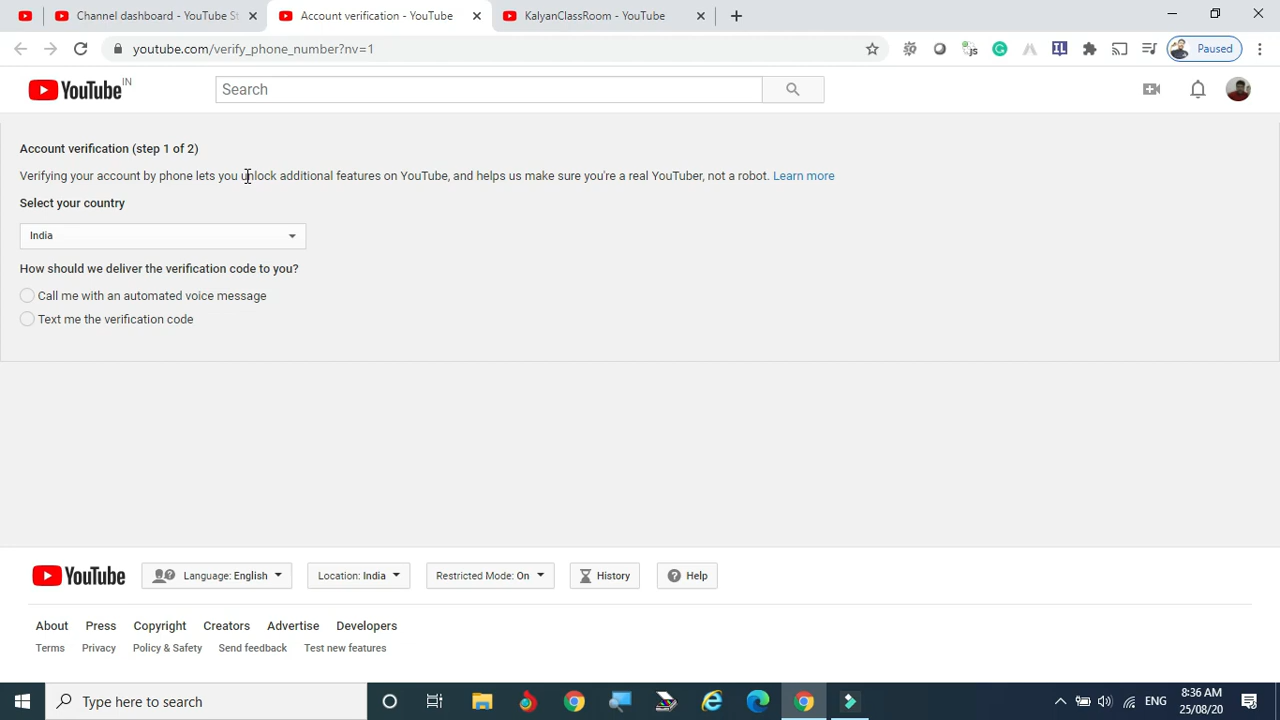 Channel dashboard - YouTube St
Account verification - YouTube
KalyanClassRoom - YouTube
youtube.com/verify_phone_number?nv=1
Paused
YouTube IN
Search
Account verification (step 1 of 2)
Verifying your account by phone lets you unlock additional features on YouTube, and helps us make sure you're a real YouTuber, not a robot. Learn more
Select your country
India
How should we deliver the verification code to you?
Call me with an automated voice message
Text me the verification code
YouTube
Language: English
Location: India
Restricted Mode: On
History
Help
About Press Copyright Creators Advertise Developers
Terms Privacy Policy & Safety Send feedback Test new features
Type here to search
ENG
8:36 AM
25/08/20